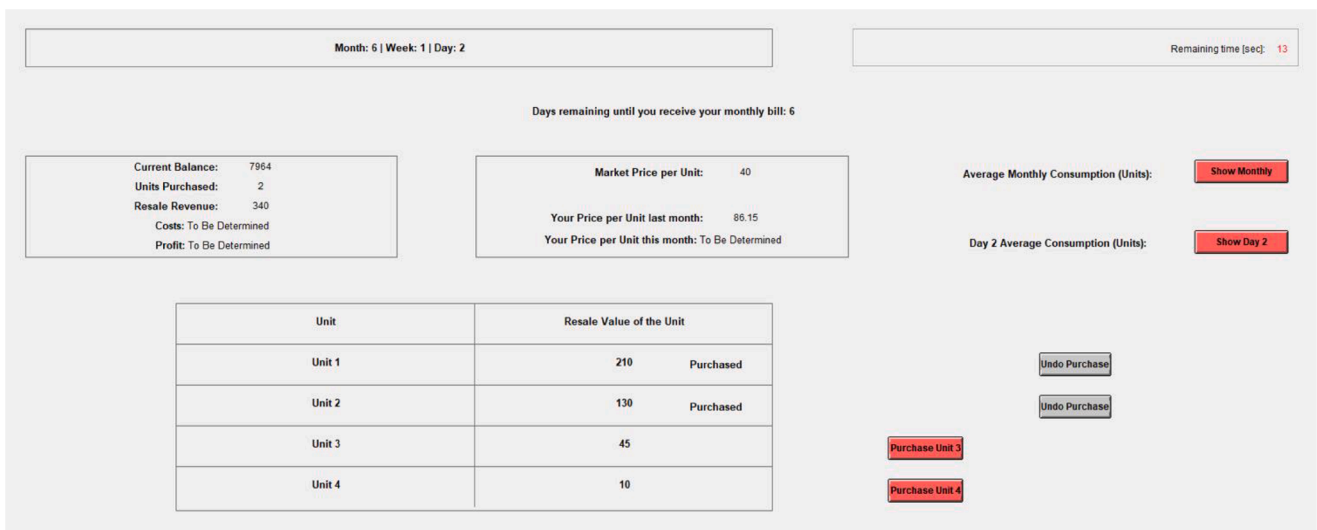 Month: 6 | Week: 1 | Day: 2
Remaining time [sec]: 13
Days remaining until you receive your monthly bill: 6
Current Balance: 7964
Units Purchased: 2
Resale Revenue: 340
Costs: To Be Determined
Profit: To Be Determined
Market Price per Unit: 40
Your Price per Unit last month: 86.15
Your Price per Unit this month: To Be Determined
Average Monthly Consumption (Units): Show Monthly
Day 2 Average Consumption (Units): Show Day 2
Unit Resale Value of the Unit
Unit 1 210 Purchased Undo Purchase
Unit 2 130 Purchased Undo Purchase
Unit 3 45 Purchase Unit 3
Unit 4 10 Purchase Unit 4